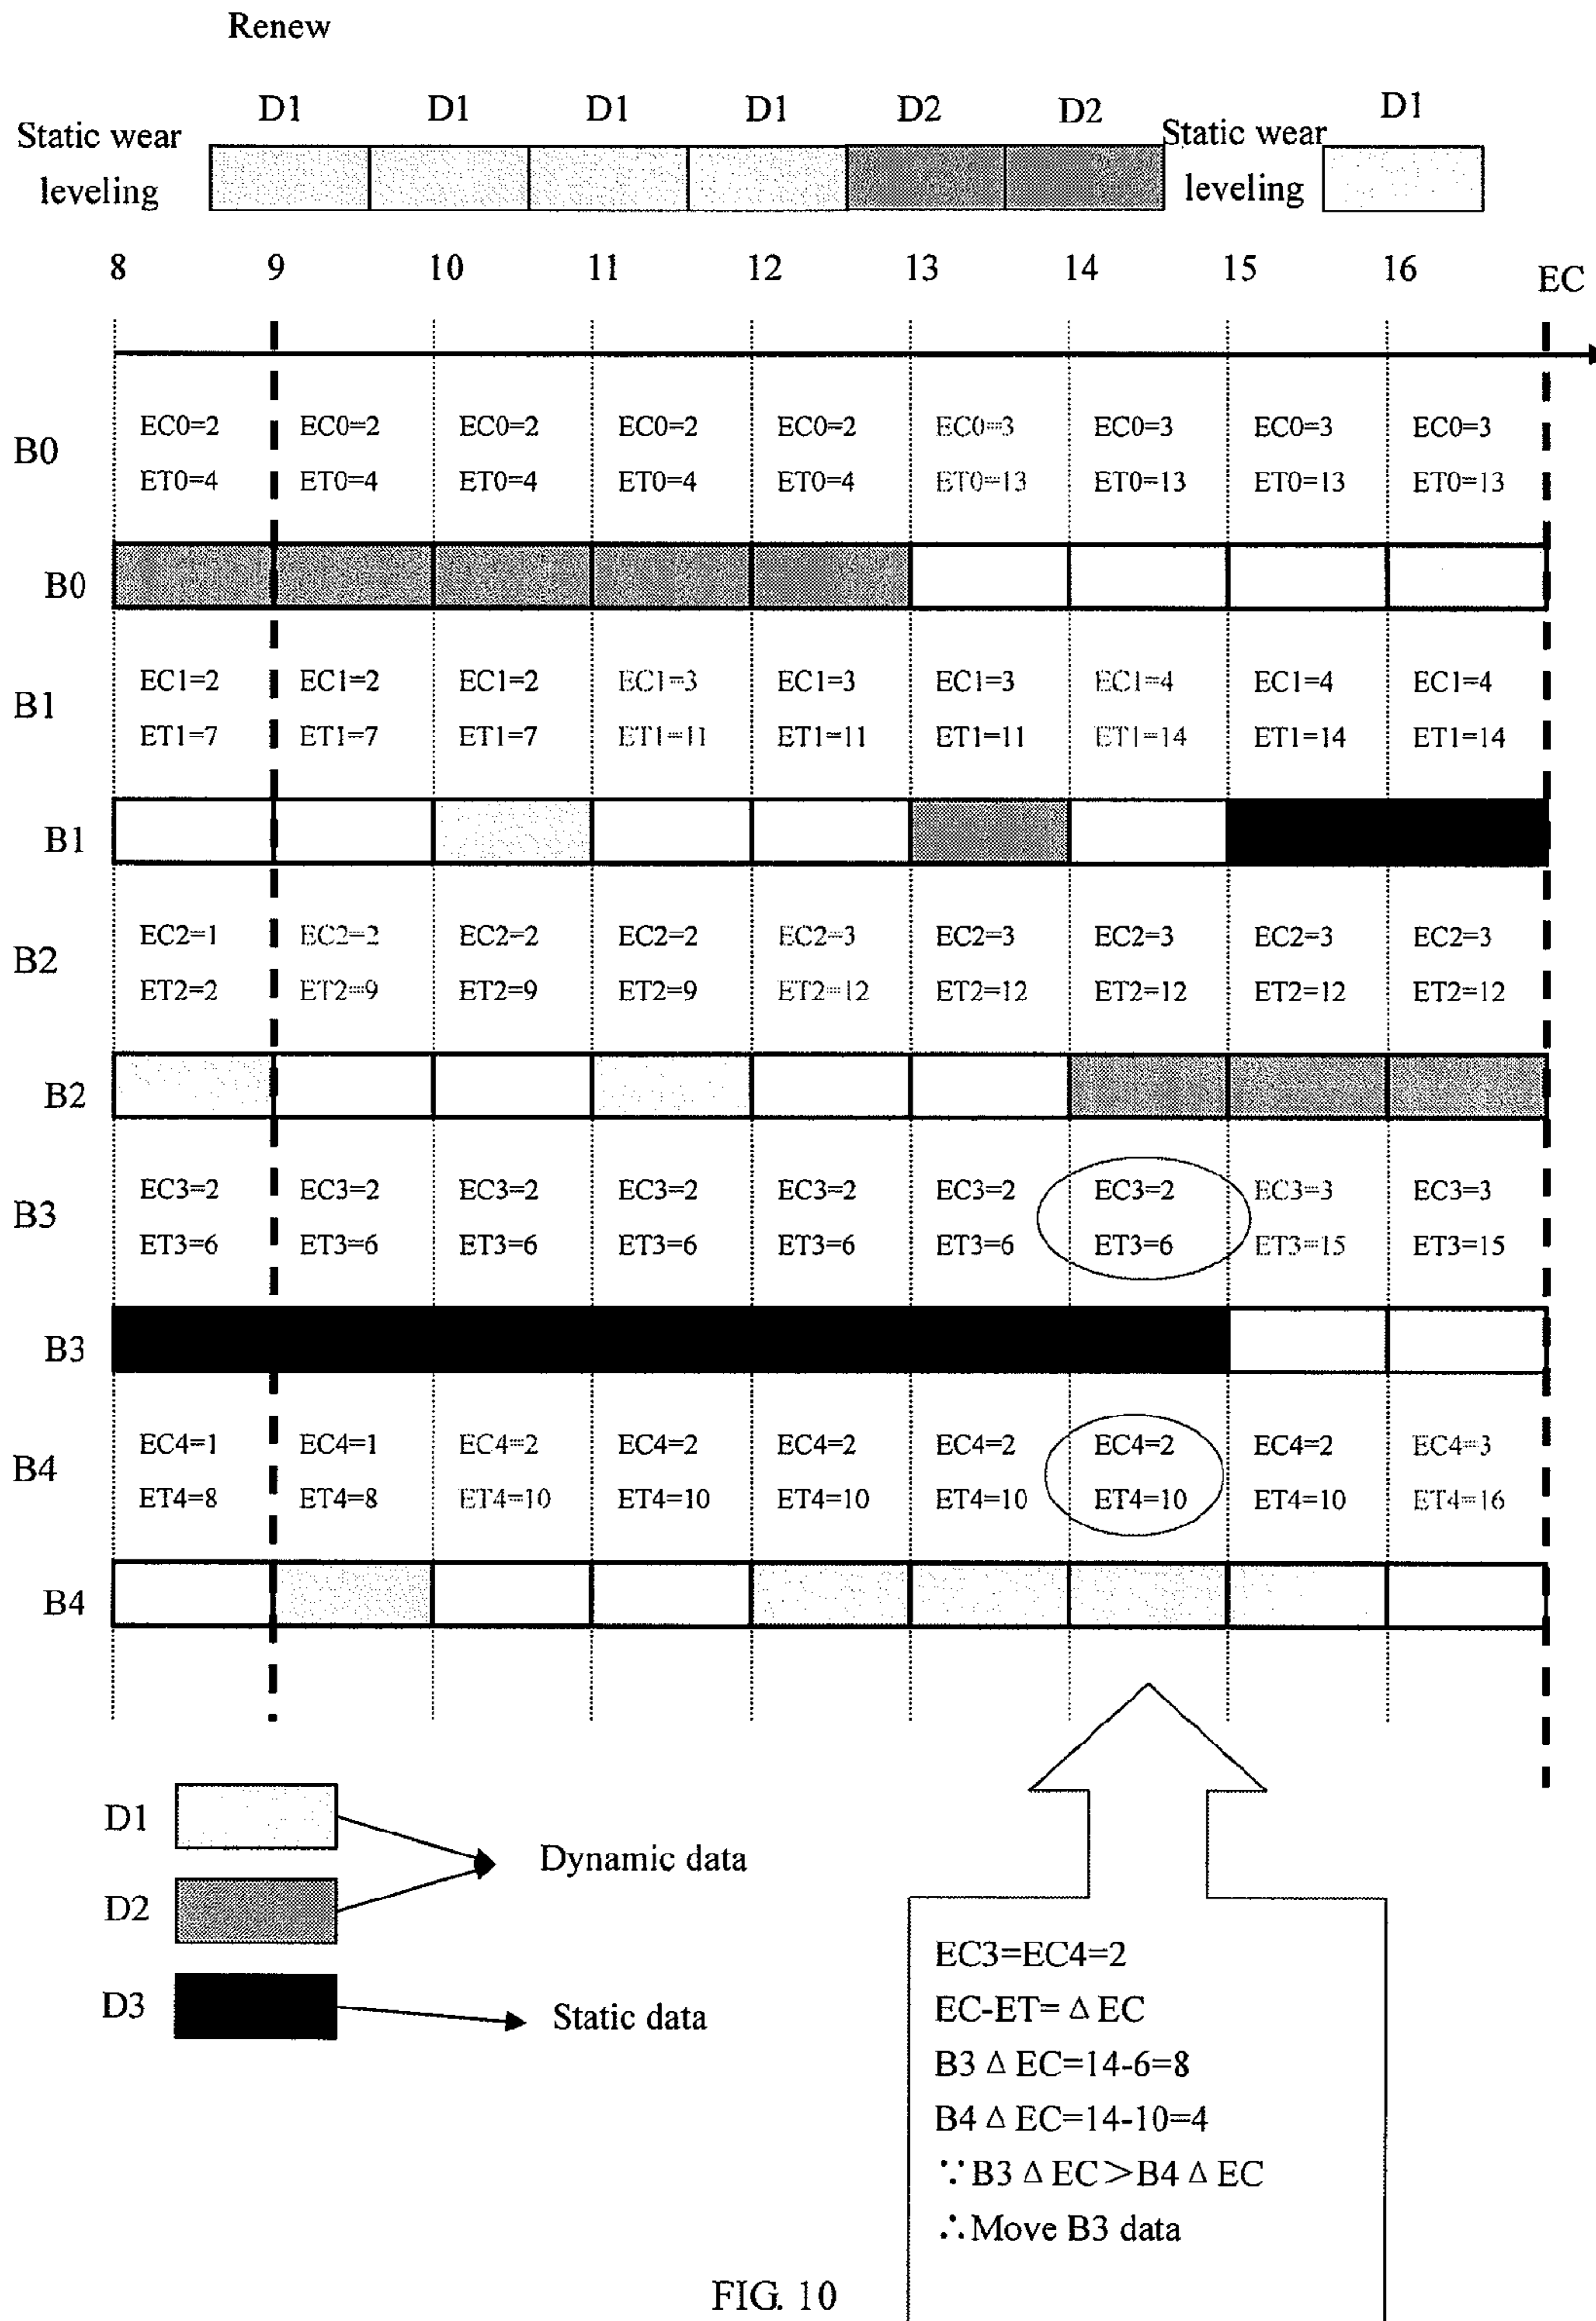 Renew
D1 D1 D1 D1 D2 D2 D1
Static wear leveling
Static wear leveling
8 9 10 11 12 13 14 15 16 EC
B0
EC0=2 EC0=2 EC0=2 EC0=2 EC0=2 EC0=3 EC0=3 EC0=3 EC0=3
ET0=4 ET0=4 ET0=4 ET0=4 ET0=4 ET0=13 ET0=13 ET0=13 ET0=13
B0
B1
EC1=2 EC1=2 EC1=2 EC1=3 EC1=3 EC1=3 EC1=4 EC1=4 EC1=4
ET1=7 ET1=7 ET1=7 ET1=11 ET1=11 ET1=11 ET1=14 ET1=14 ET1=14
B1
B2
EC2=1 EC2=2 EC2=2 EC2=2 EC2=3 EC2=3 EC2=3 EC2=3 EC2=3
ET2=2 ET2=9 ET2=9 ET2=9 ET2=12 ET2=12 ET2=12 ET2=12 ET2=12
B2
B3
EC3=2 EC3=2 EC3=2 EC3=2 EC3=2 EC3=2 EC3=2 EC3=3 EC3=3
ET3=6 ET3=6 ET3=6 ET3=6 ET3=6 ET3=6 ET3=6 ET3=15 ET3=15
B3
B4
EC4=1 EC4=1 EC4=2 EC4=2 EC4=2 EC4=2 EC4=2 EC4=2 EC4=3
ET4=8 ET4=8 ET4=10 ET4=10 ET4=10 ET4=10 ET4=10 ET4=10 ET4=16
B4
D1
Dynamic data
D2
D3
Static data
EC3=EC4=2
EC-ET= Δ EC
B3 Δ EC=14-6=8
B4 Δ EC=14-10=4
∵B3 Δ EC＞B4 Δ EC
∴Move B3 data
FIG. 10